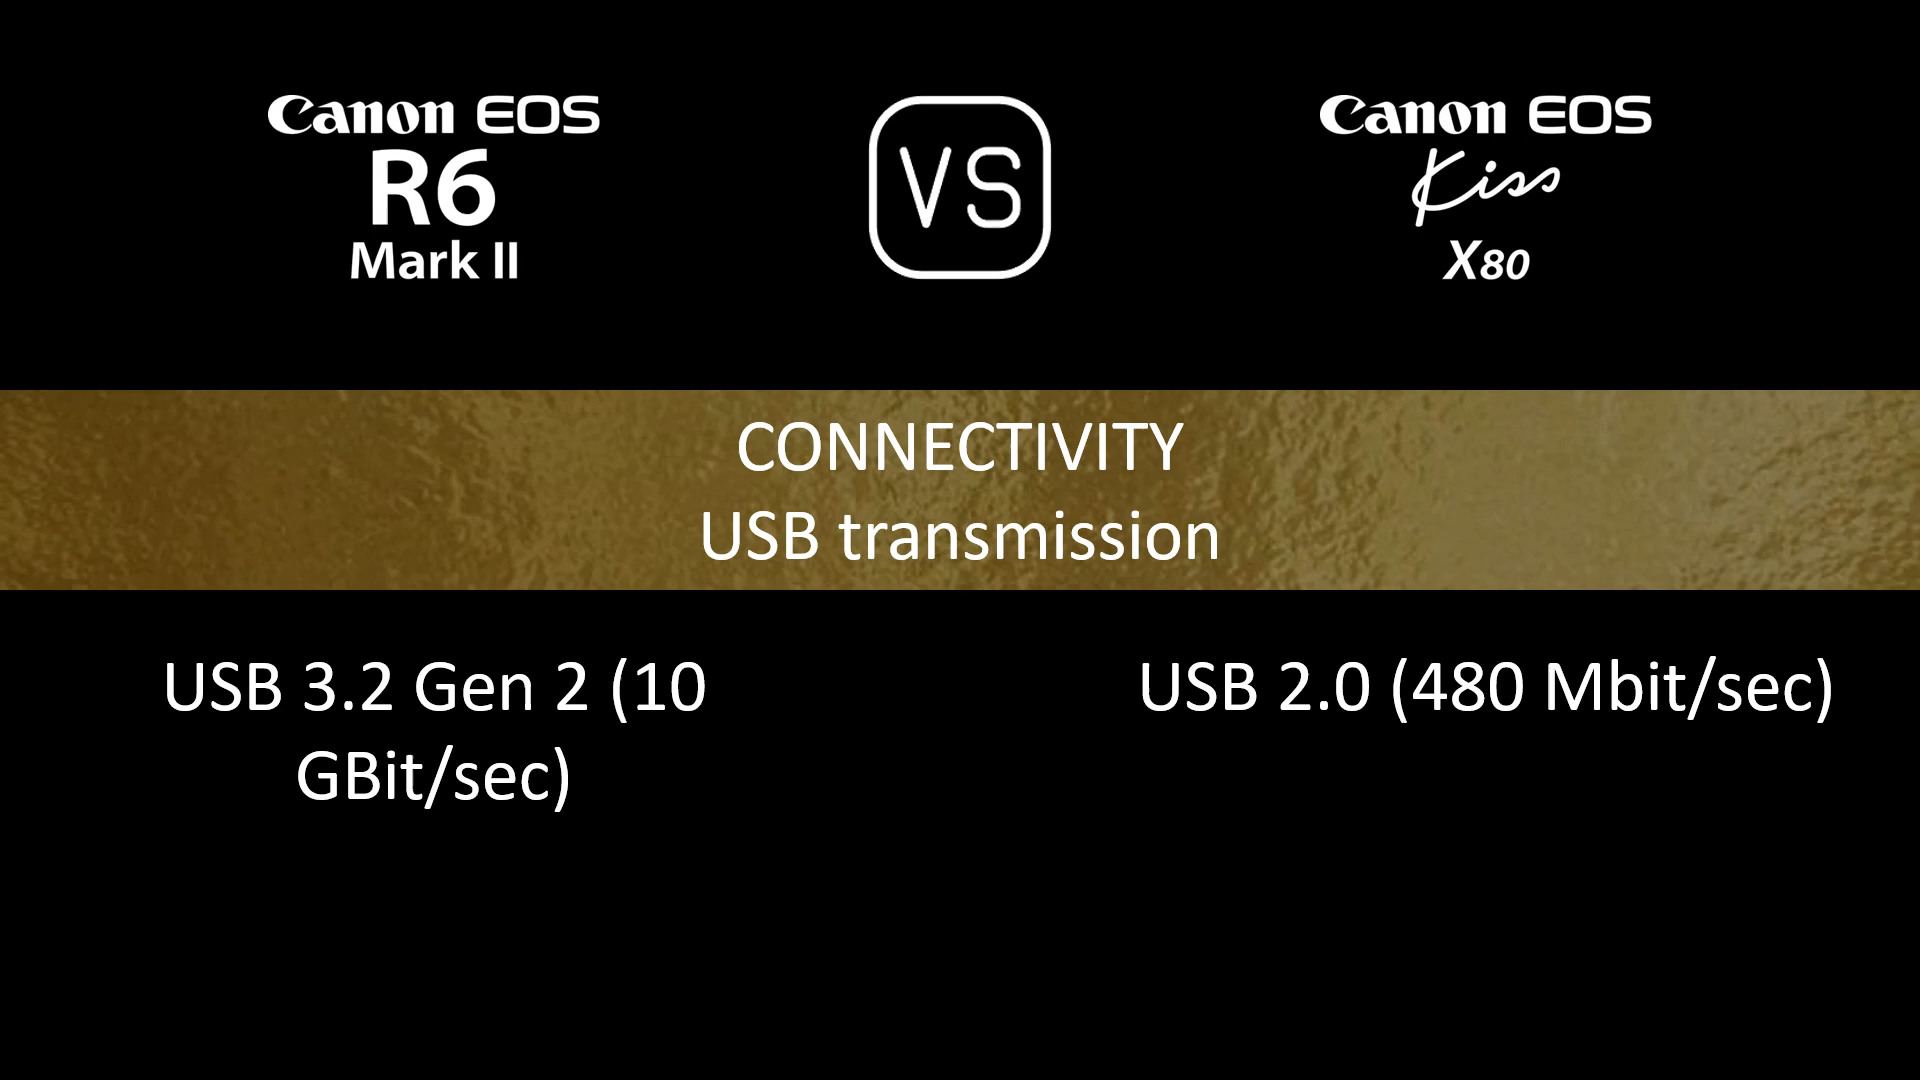 Canon EOS
R6
Mark II
VS
Canon EOS
Kiss
X80
CONNECTIVITY
USB transmission
USB 3.2 Gen 2 (10
GBit/sec)
USB 2.0 (480 Mbit/sec)